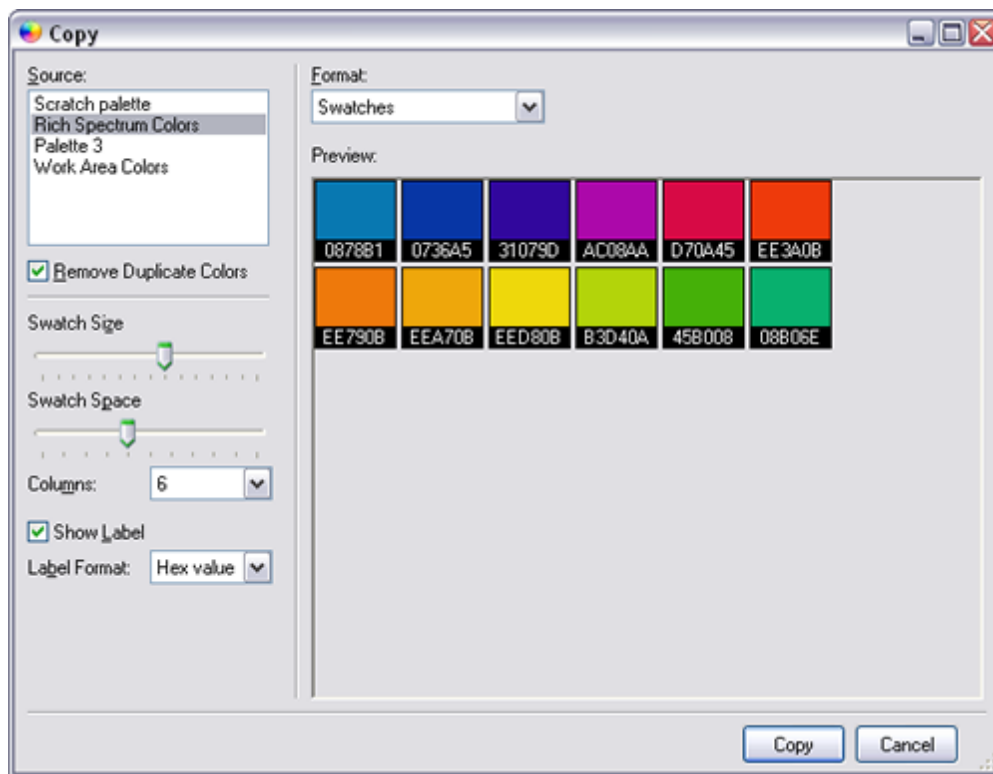 Copy
Source:
Scratch palette
Rich Spectrum Colors
Palette 3
Work Area Colors
Remove Duplicate Colors
Swatch Size
Swatch Space
Columns: 6
Show Label
Label Format: Hex value
Format:
Swatches
Preview:
0878B1 0736A5 31079D AC08AA D70A45 EE3A0B
EE790B EEA70B EED80B B3D40A 45B008 08B06E
Copy Cancel